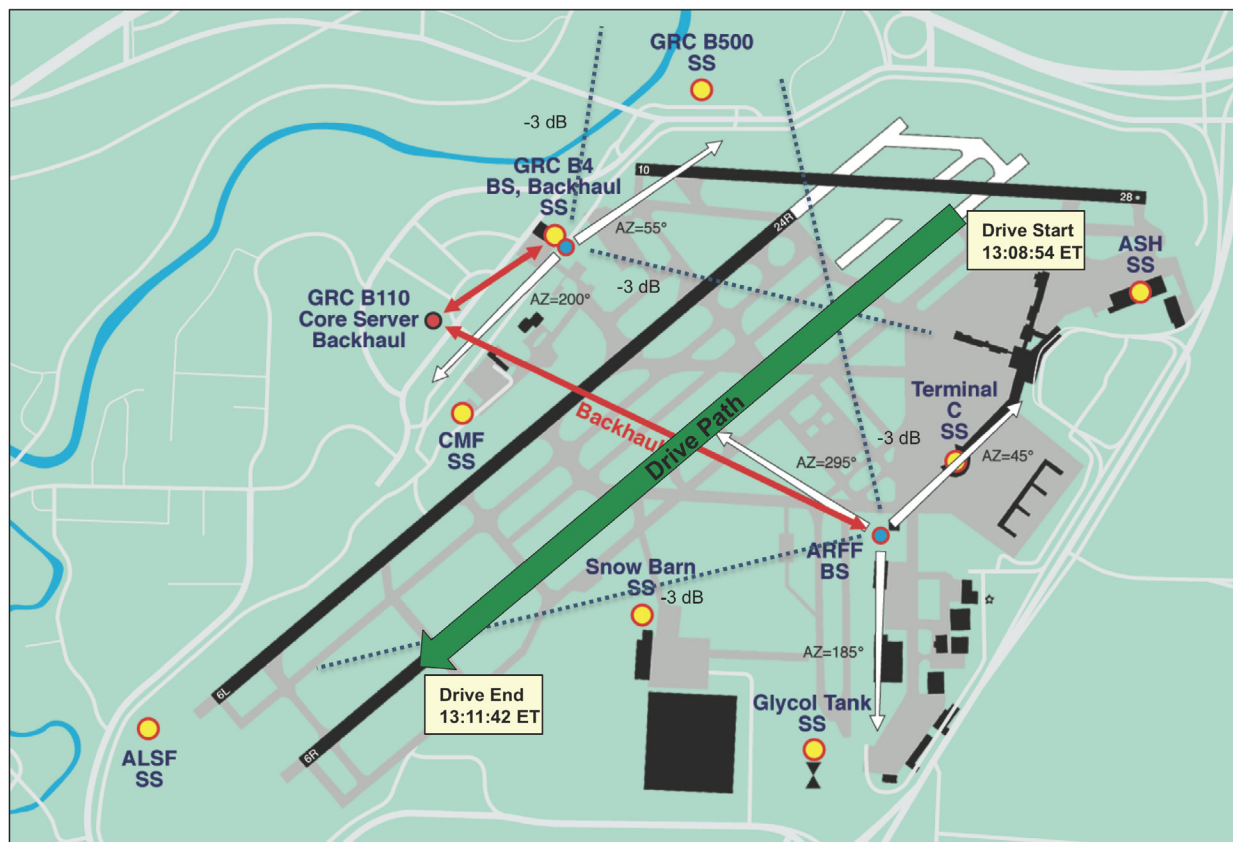 GRC B500
SS
-3 dB
GRC B4
BS, Backhaul
SS
10
28
24R
AZ=55°
Drive Start
13:08:54 ET
ASH
SS
-3 dB
AZ=200°
GRC B110
Core Server
Backhaul
Terminal
C
SS
CMF
SS
Backhaul
Drive Path
-3 dB
AZ=295°
AZ=45°
ARFF
BS
Snow Barn
SS
-3 dB
AZ=185°
6L
Drive End
13:11:42 ET
Glycol Tank
SS
6R
ALSF
SS